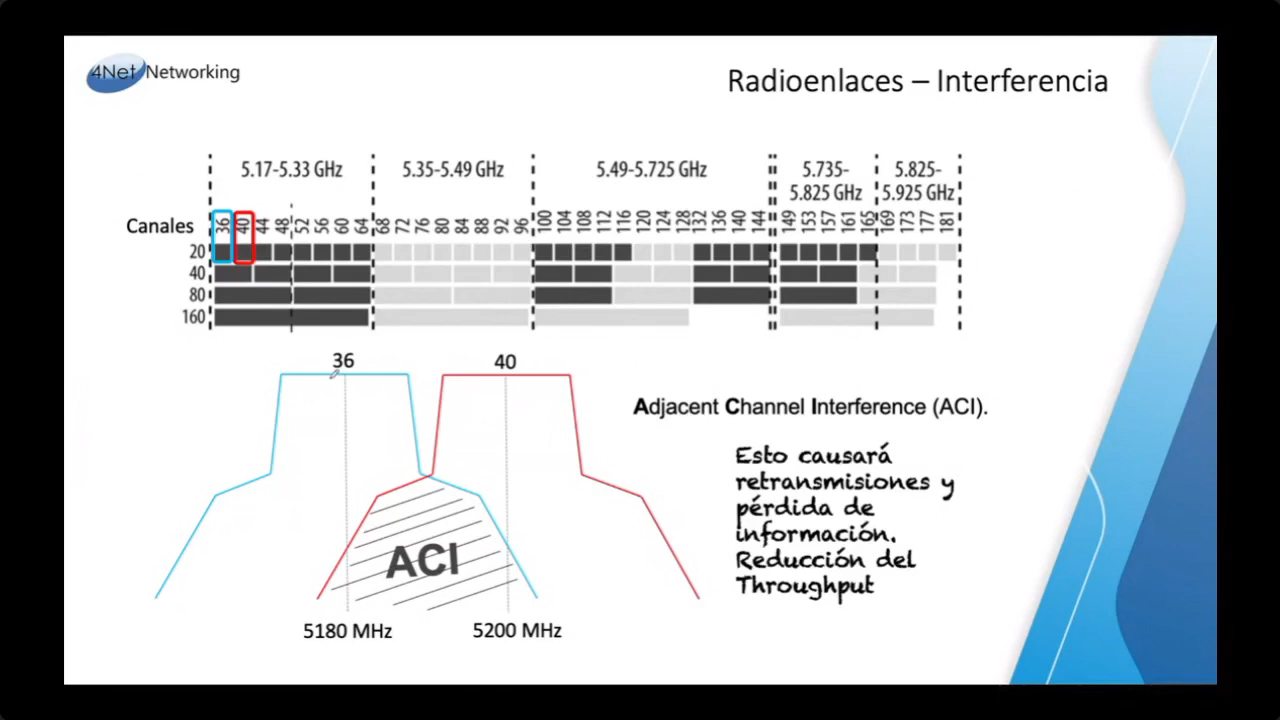 4Net Networking
Radioenlaces – Interferencia
5.17-5.33 GHz 5.35-5.49 GHz 5.49-5.725 GHz 5.735-5.825 GHz 5.825-5.925 GHz
Canales 36 40 44 48 52 56 60 64 68 72 76 80 84 88 92 96 100 104 108 112 116 120 124 128 132 136 140 144 149 153 157 161 165 169 173 177 181
20
40
80
160
36 40
Adjacent Channel Interference (ACI).
Esto causará
retransmisiones y
pérdida de
información.
Reducción del
Throughput
ACI
5180 MHz 5200 MHz